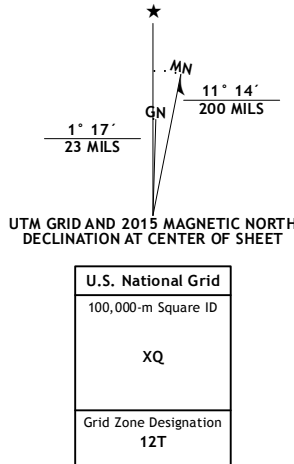 ★
MN
GN
11° 14´
200 MILS
1° 17´
23 MILS
UTM GRID AND 2015 MAGNETIC NORTH
DECLINATION AT CENTER OF SHEET
U.S. National Grid
100,000-m Square ID
XQ
Grid Zone Designation
12T